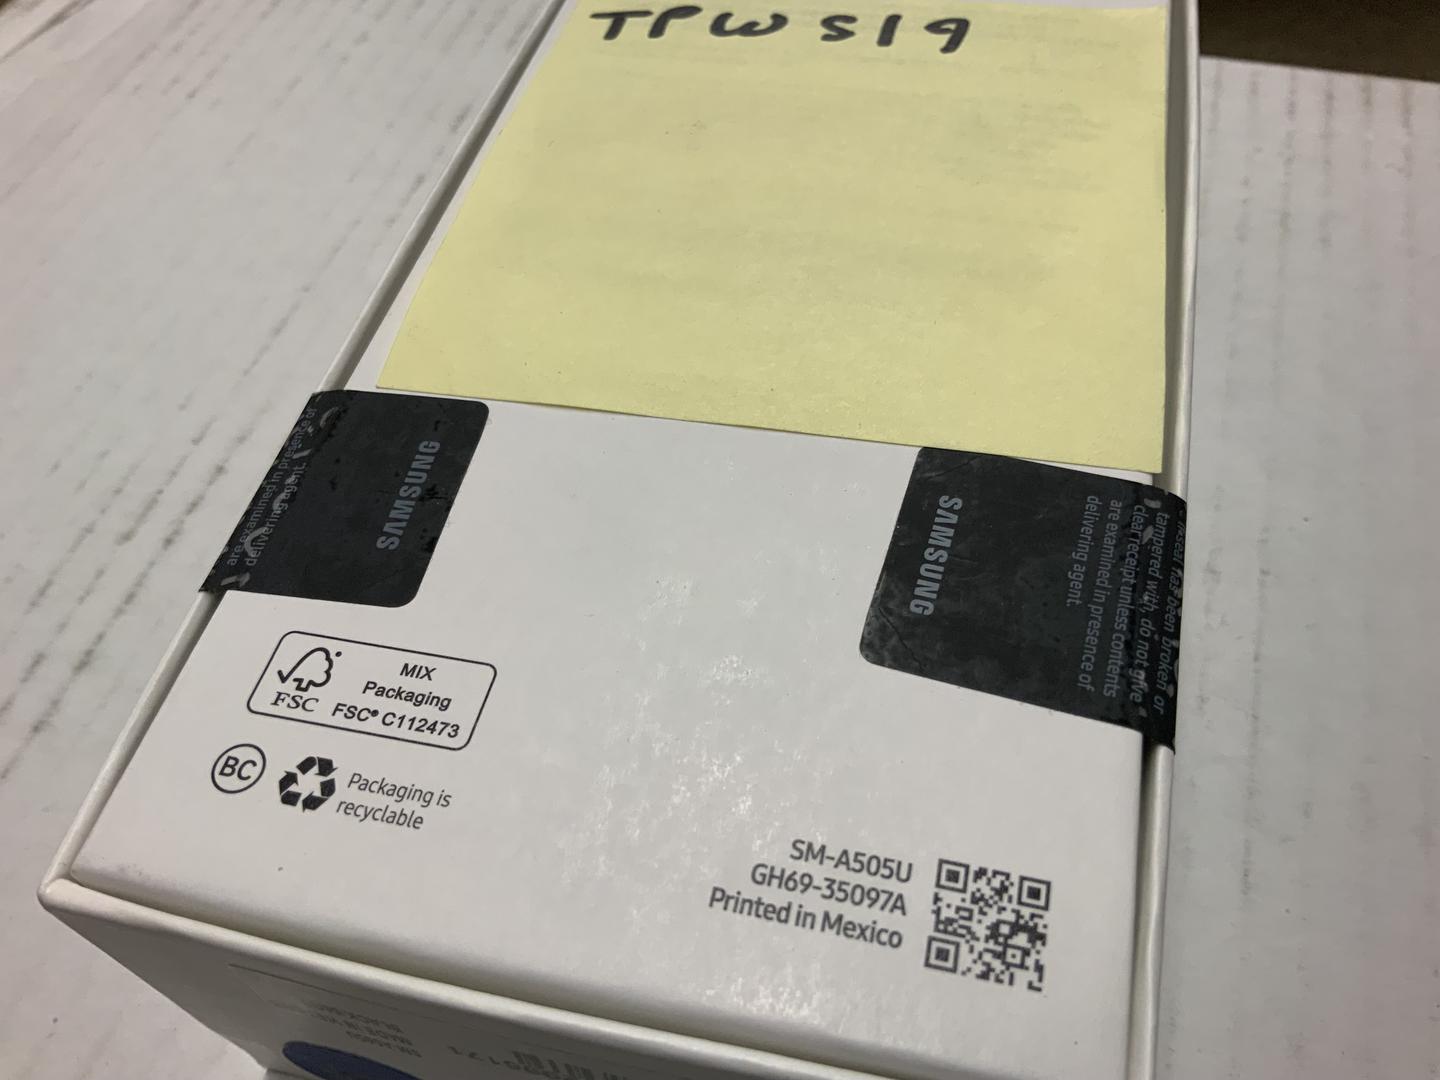 TPWS19
SAMSUNG
are examined in presence of
delivering agent.
SAMSUNG
tampered with, do not give
clear receipt unless contents
are examined in presence of
delivering agent.
FSC
MIX
Packaging
FSC® C112473
BC
Packaging is
recyclable
SM-A505U
GH69-35097A
Printed in Mexico